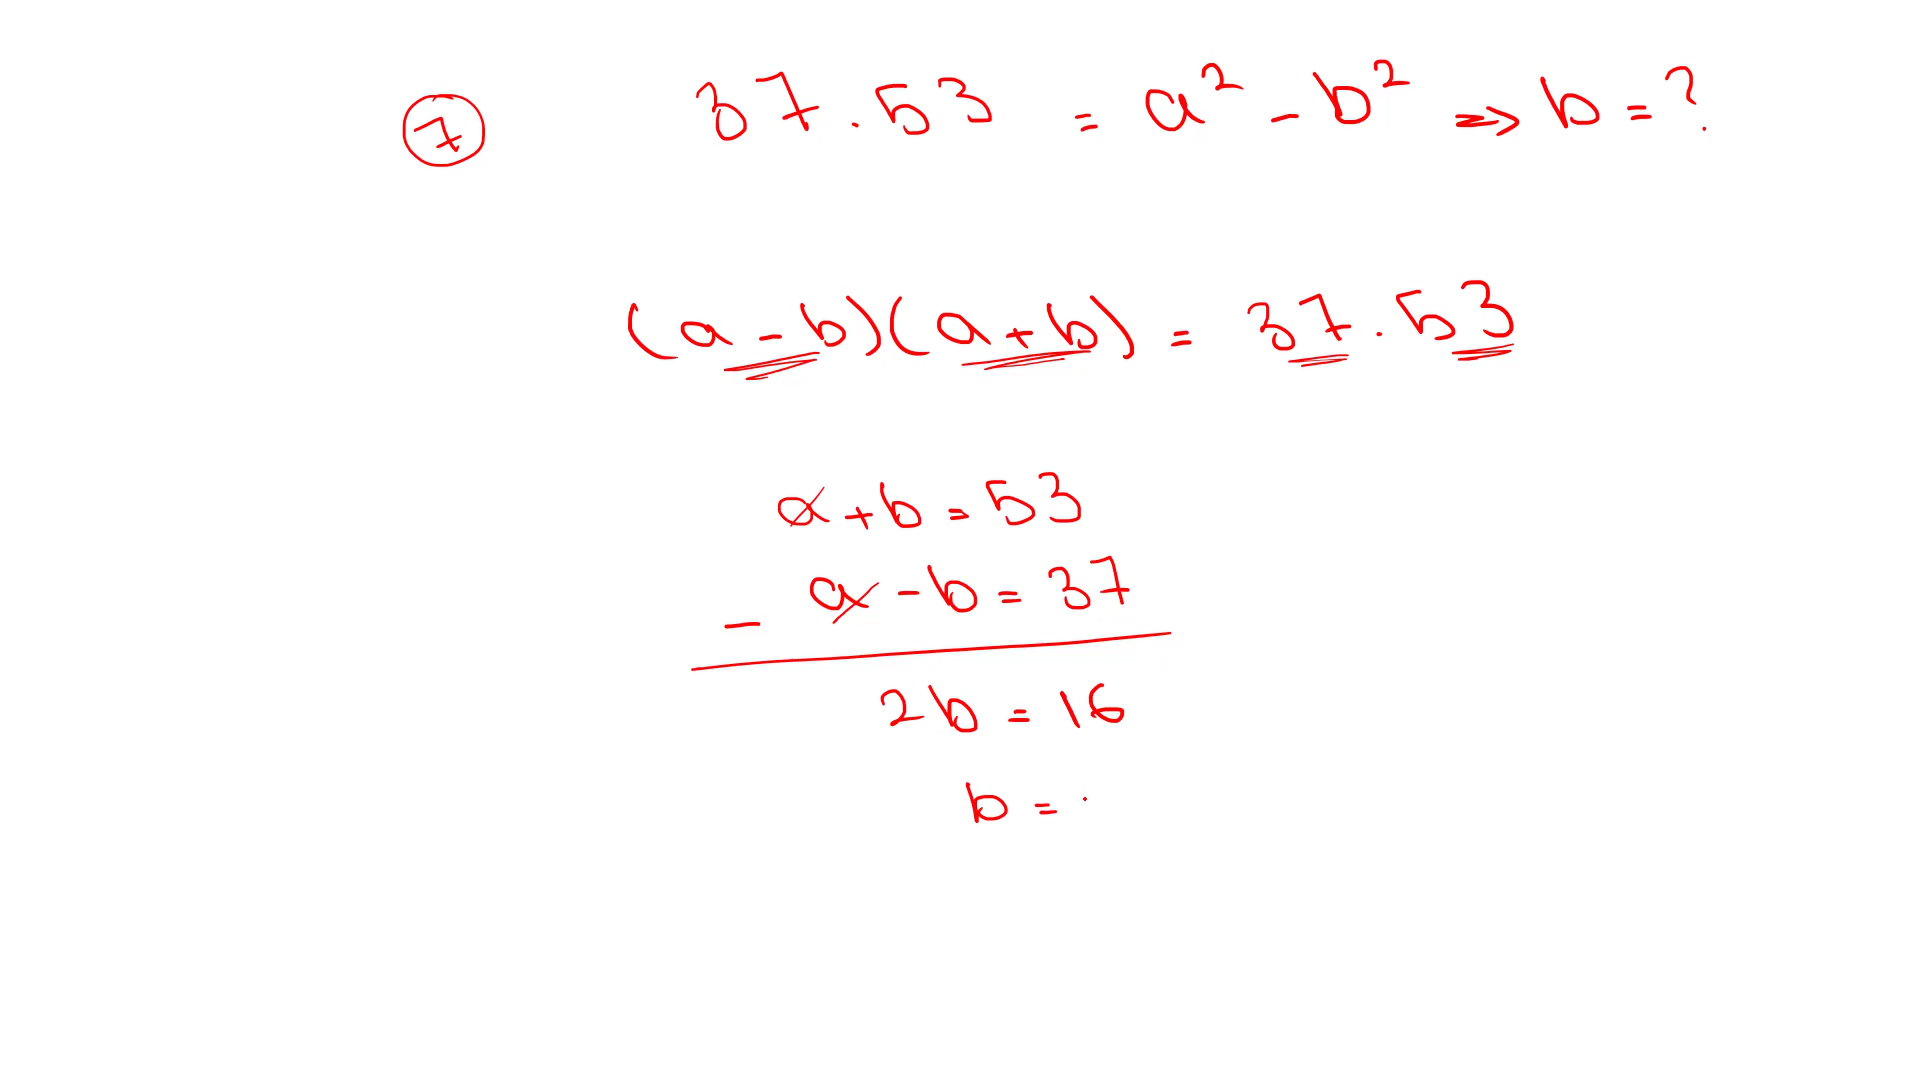 7 37.53 = a² - b² ⇒ b = ?
(a - b)(a + b) = 37.53
a + b = 53
- a - b = 37
2b = 16
b =